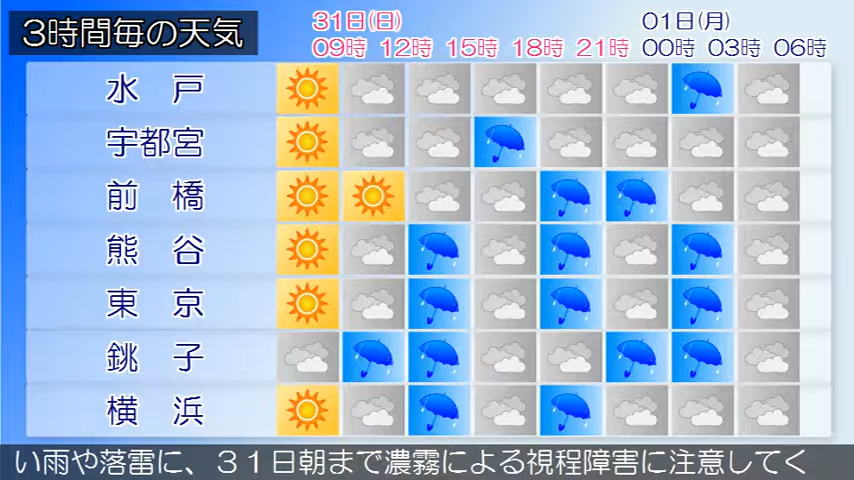 3時間毎の天気
31日(日) 01日(月)
09時 12時 15時 18時 21時 00時 03時 06時
水 戸
宇都宮
前 橋
熊 谷
東 京
銚 子
横 浜
い雨や落雷に、３１日朝まで濃霧による視程障害に注意してく